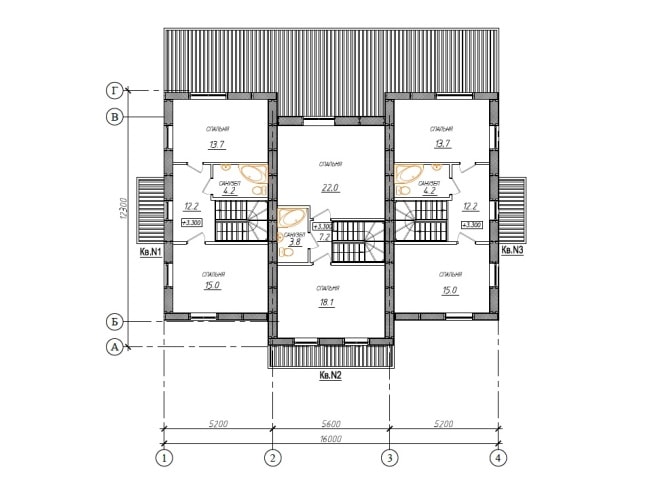 Г
В
СПАЛЬНЯ
13.7
СПАЛЬНЯ
13.7
СПАЛЬНЯ
22.0
САНУЗЕЛ
4.2
САНУЗЕЛ
4.2
12.2
+3.300
12.2
+3.300
САНУЗЕЛ
3.8
+3.300
7.2
12300
Кв.N1
Кв.N3
СПАЛЬНЯ
15.0
СПАЛЬНЯ
18.1
СПАЛЬНЯ
15.0
Б
А
Кв.N2
5200
5600
5200
16000
1
2
3
4